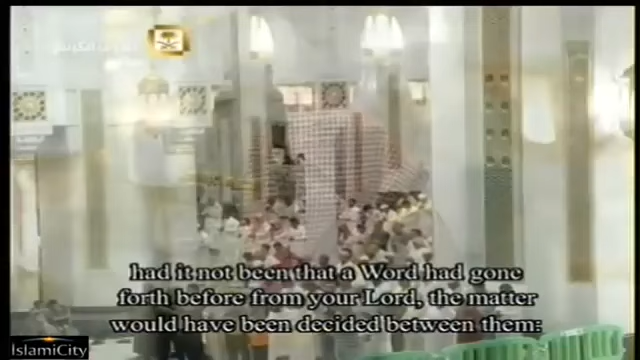 had it not been that a Word had gone
forth before from your Lord, the matter
would have been decided between them:
IslamiCity